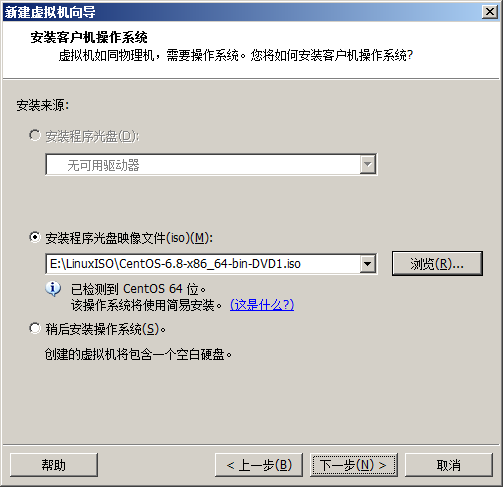 新建虚拟机向导
安装客户机操作系统
虚拟机如同物理机，需要操作系统。您将如何安装客户机操作系统?
安装来源:
安装程序光盘(D):
无可用驱动器
安装程序光盘映像文件(iso)(M):
E:\LinuxISO\CentOS-6.8-x86_64-bin-DVD1.iso
浏览(R)...
已检测到 CentOS 64 位。
该操作系统将使用简易安装。 (这是什么?)
稍后安装操作系统(S)。
创建的虚拟机将包含一个空白硬盘。
帮助
< 上一步(B)
下一步(N) >
取消